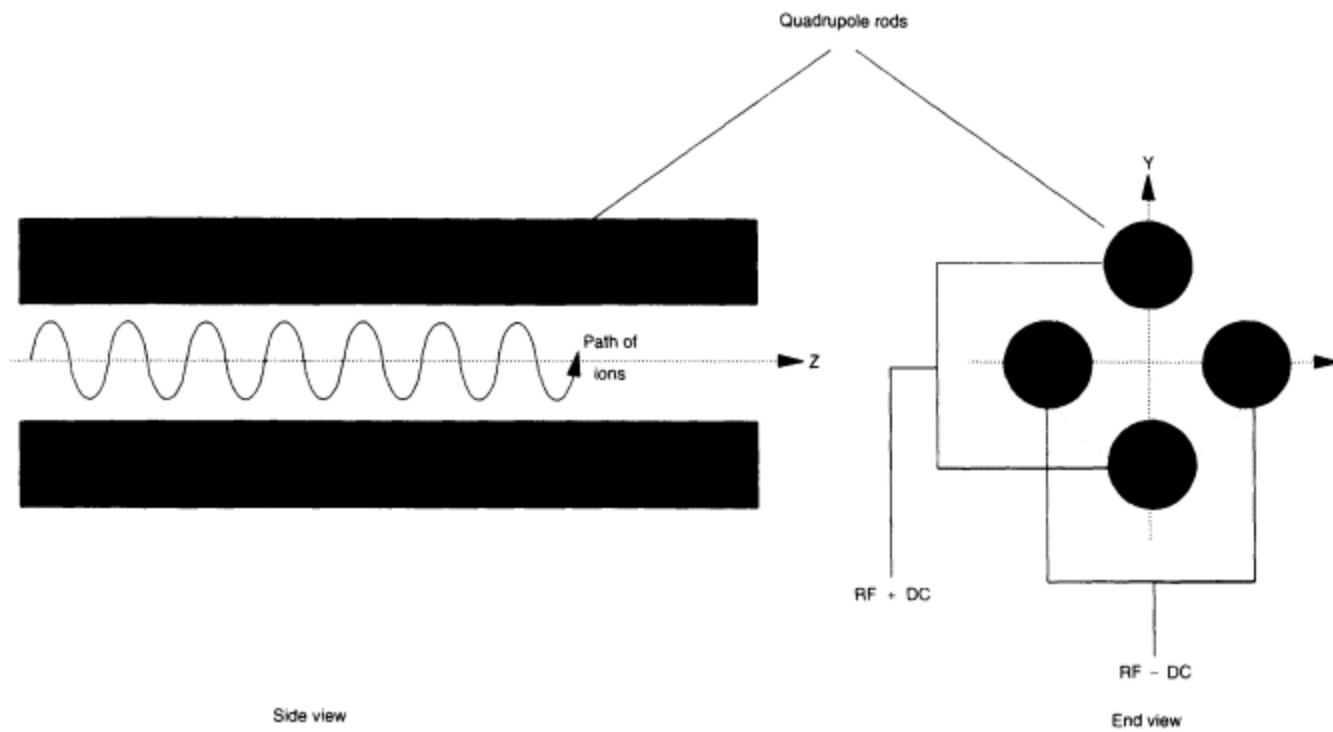 Quadrupole rods
Y
Path of
ions
Z
RF + DC
RF - DC
Side view
End view